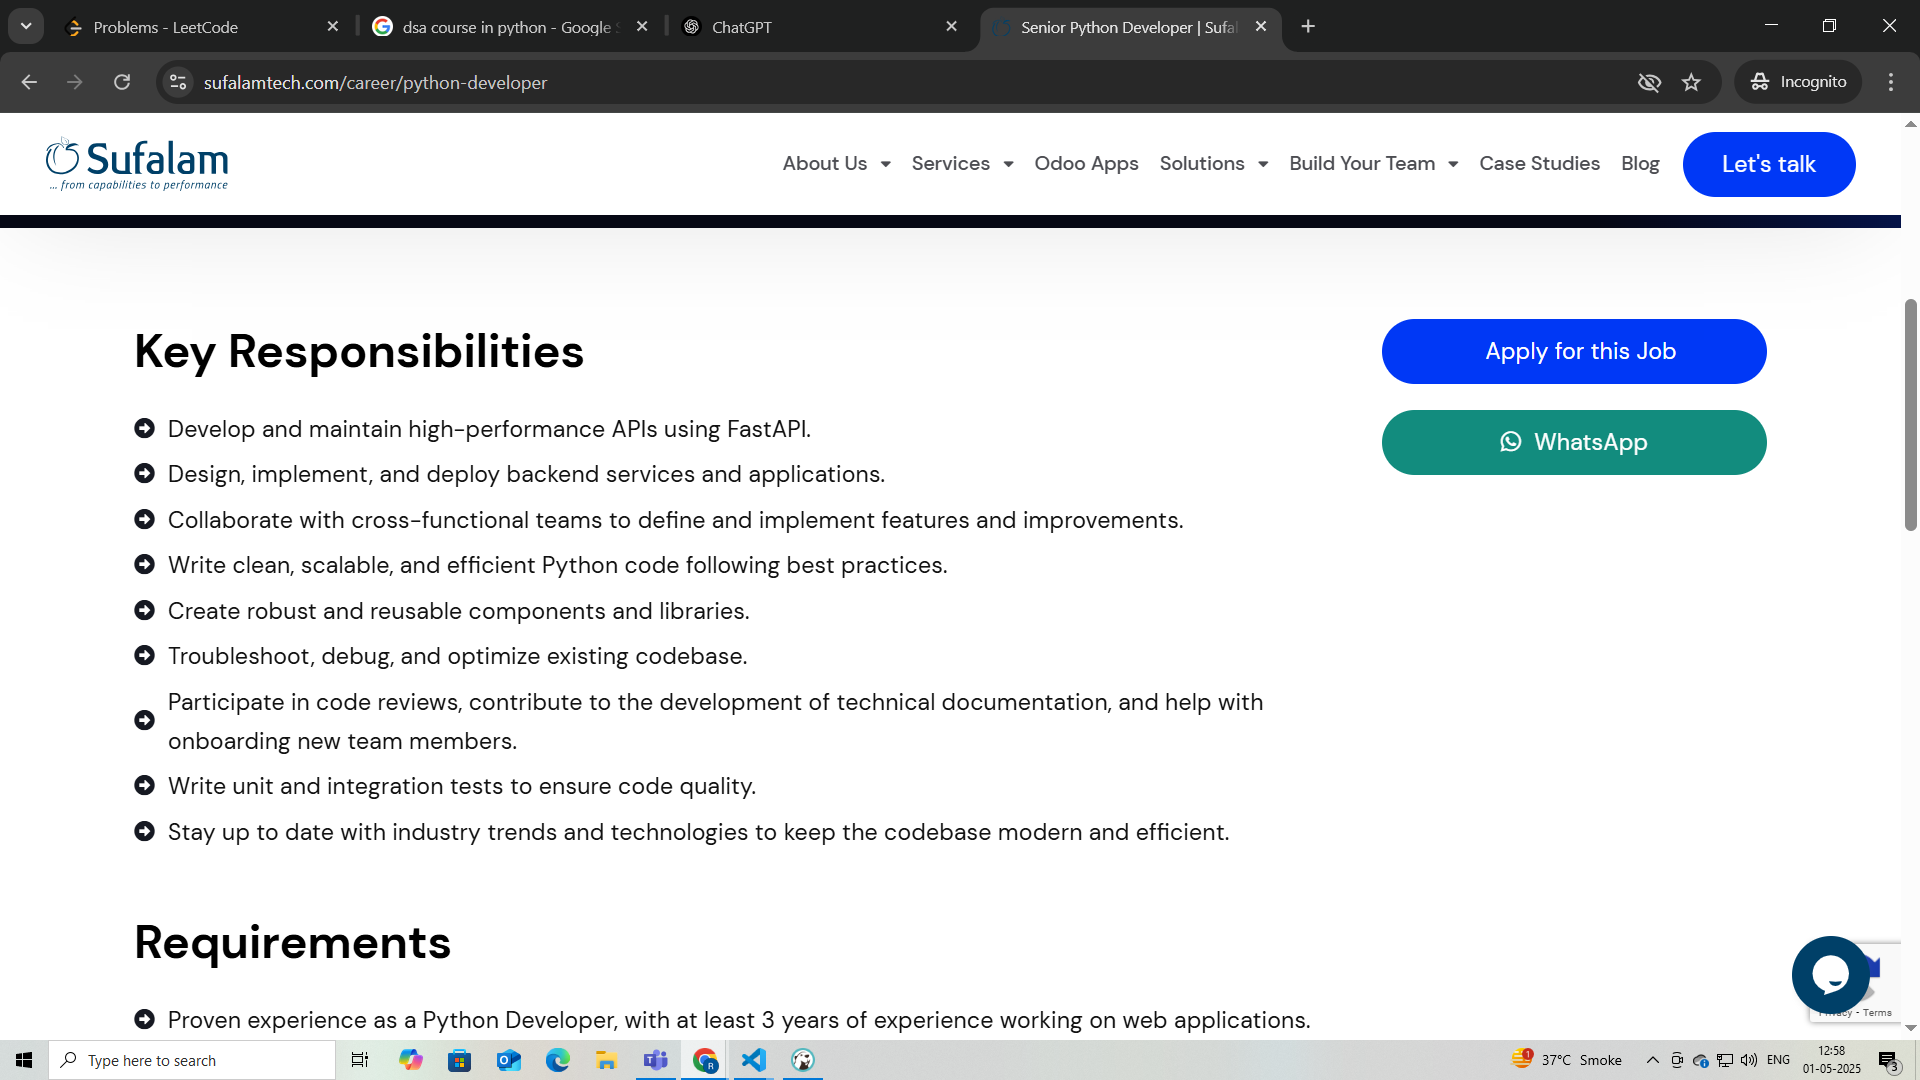 Problems - LeetCode
dsa course in python - Google S
ChatGPT
Senior Python Developer | Sufal
sufalamtech.com/career/python-developer
Incognito
Sufalam
... from capabilities to performance
About Us
Services
Odoo Apps
Solutions
Build Your Team
Case Studies
Blog
Let's talk
Key Responsibilities
Apply for this Job
WhatsApp
Develop and maintain high-performance APIs using FastAPI.
Design, implement, and deploy backend services and applications.
Collaborate with cross-functional teams to define and implement features and improvements.
Write clean, scalable, and efficient Python code following best practices.
Create robust and reusable components and libraries.
Troubleshoot, debug, and optimize existing codebase.
Participate in code reviews, contribute to the development of technical documentation, and help with
onboarding new team members.
Write unit and integration tests to ensure code quality.
Stay up to date with industry trends and technologies to keep the codebase modern and efficient.
Requirements
Proven experience as a Python Developer, with at least 3 years of experience working on web applications.
Privacy - Terms
Type here to search
1
37°C Smoke
ENG
12:58
01-05-2025
3